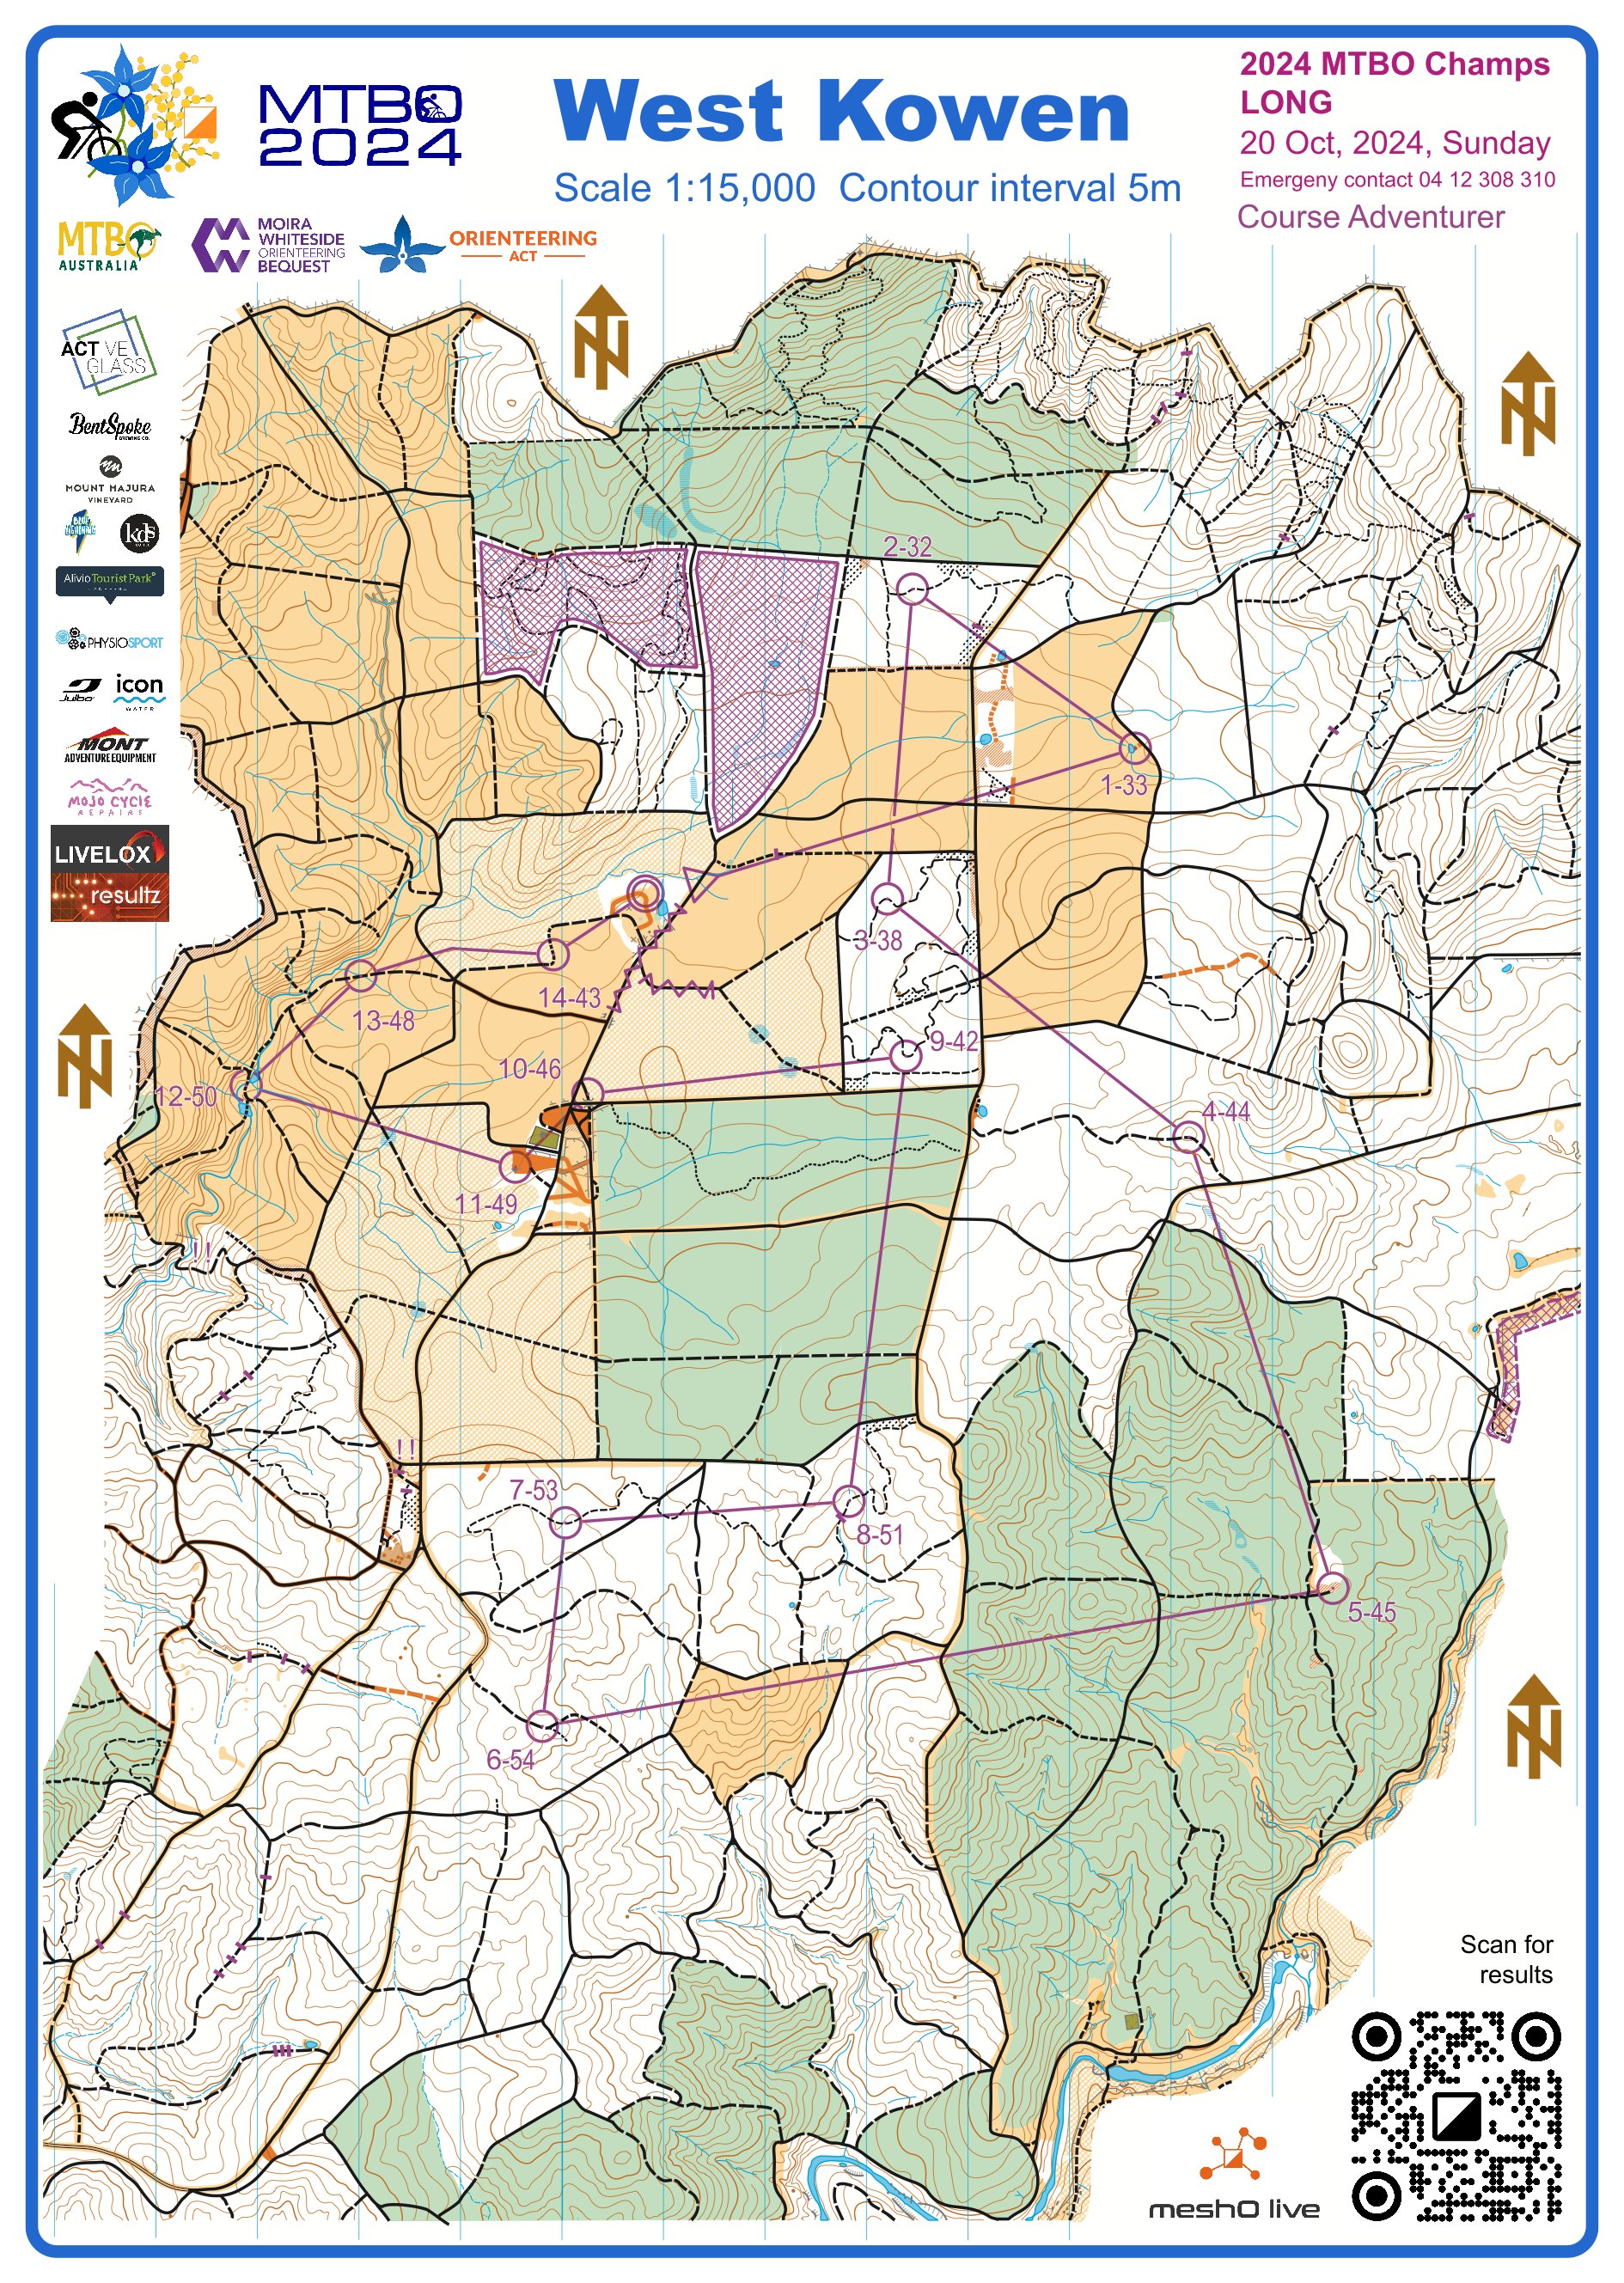 MTBO
2024
West Kowen
Scale 1:15,000 Contour interval 5m
2024 MTBO Champs
LONG
20 Oct, 2024, Sunday
Emergeny contact 04 12 308 310
Course Adventurer
MTBO
AUSTRALIA
MOIRA
WHITESIDE
ORIENTEERING
BEQUEST
ORIENTEERING
ACT
ACT VE
GLASS
BentSpoke
BREWING CO.
MOUNT MAJURA
VINEYARD
kds
Alivio Tourist Park
PHYSIOSPORT
Julbo
icon
WATER
MONT
ADVENTURE EQUIPMENT
MOJO CYCLE
REPAIRS
LIVELOX
resultz
2-32
1-33
3-38
14-43
13-48
9-42
10-46
12-50
4-44
11-49
!!
!!
7-53
8-51
5-45
6-54
Scan for
results
meshO live